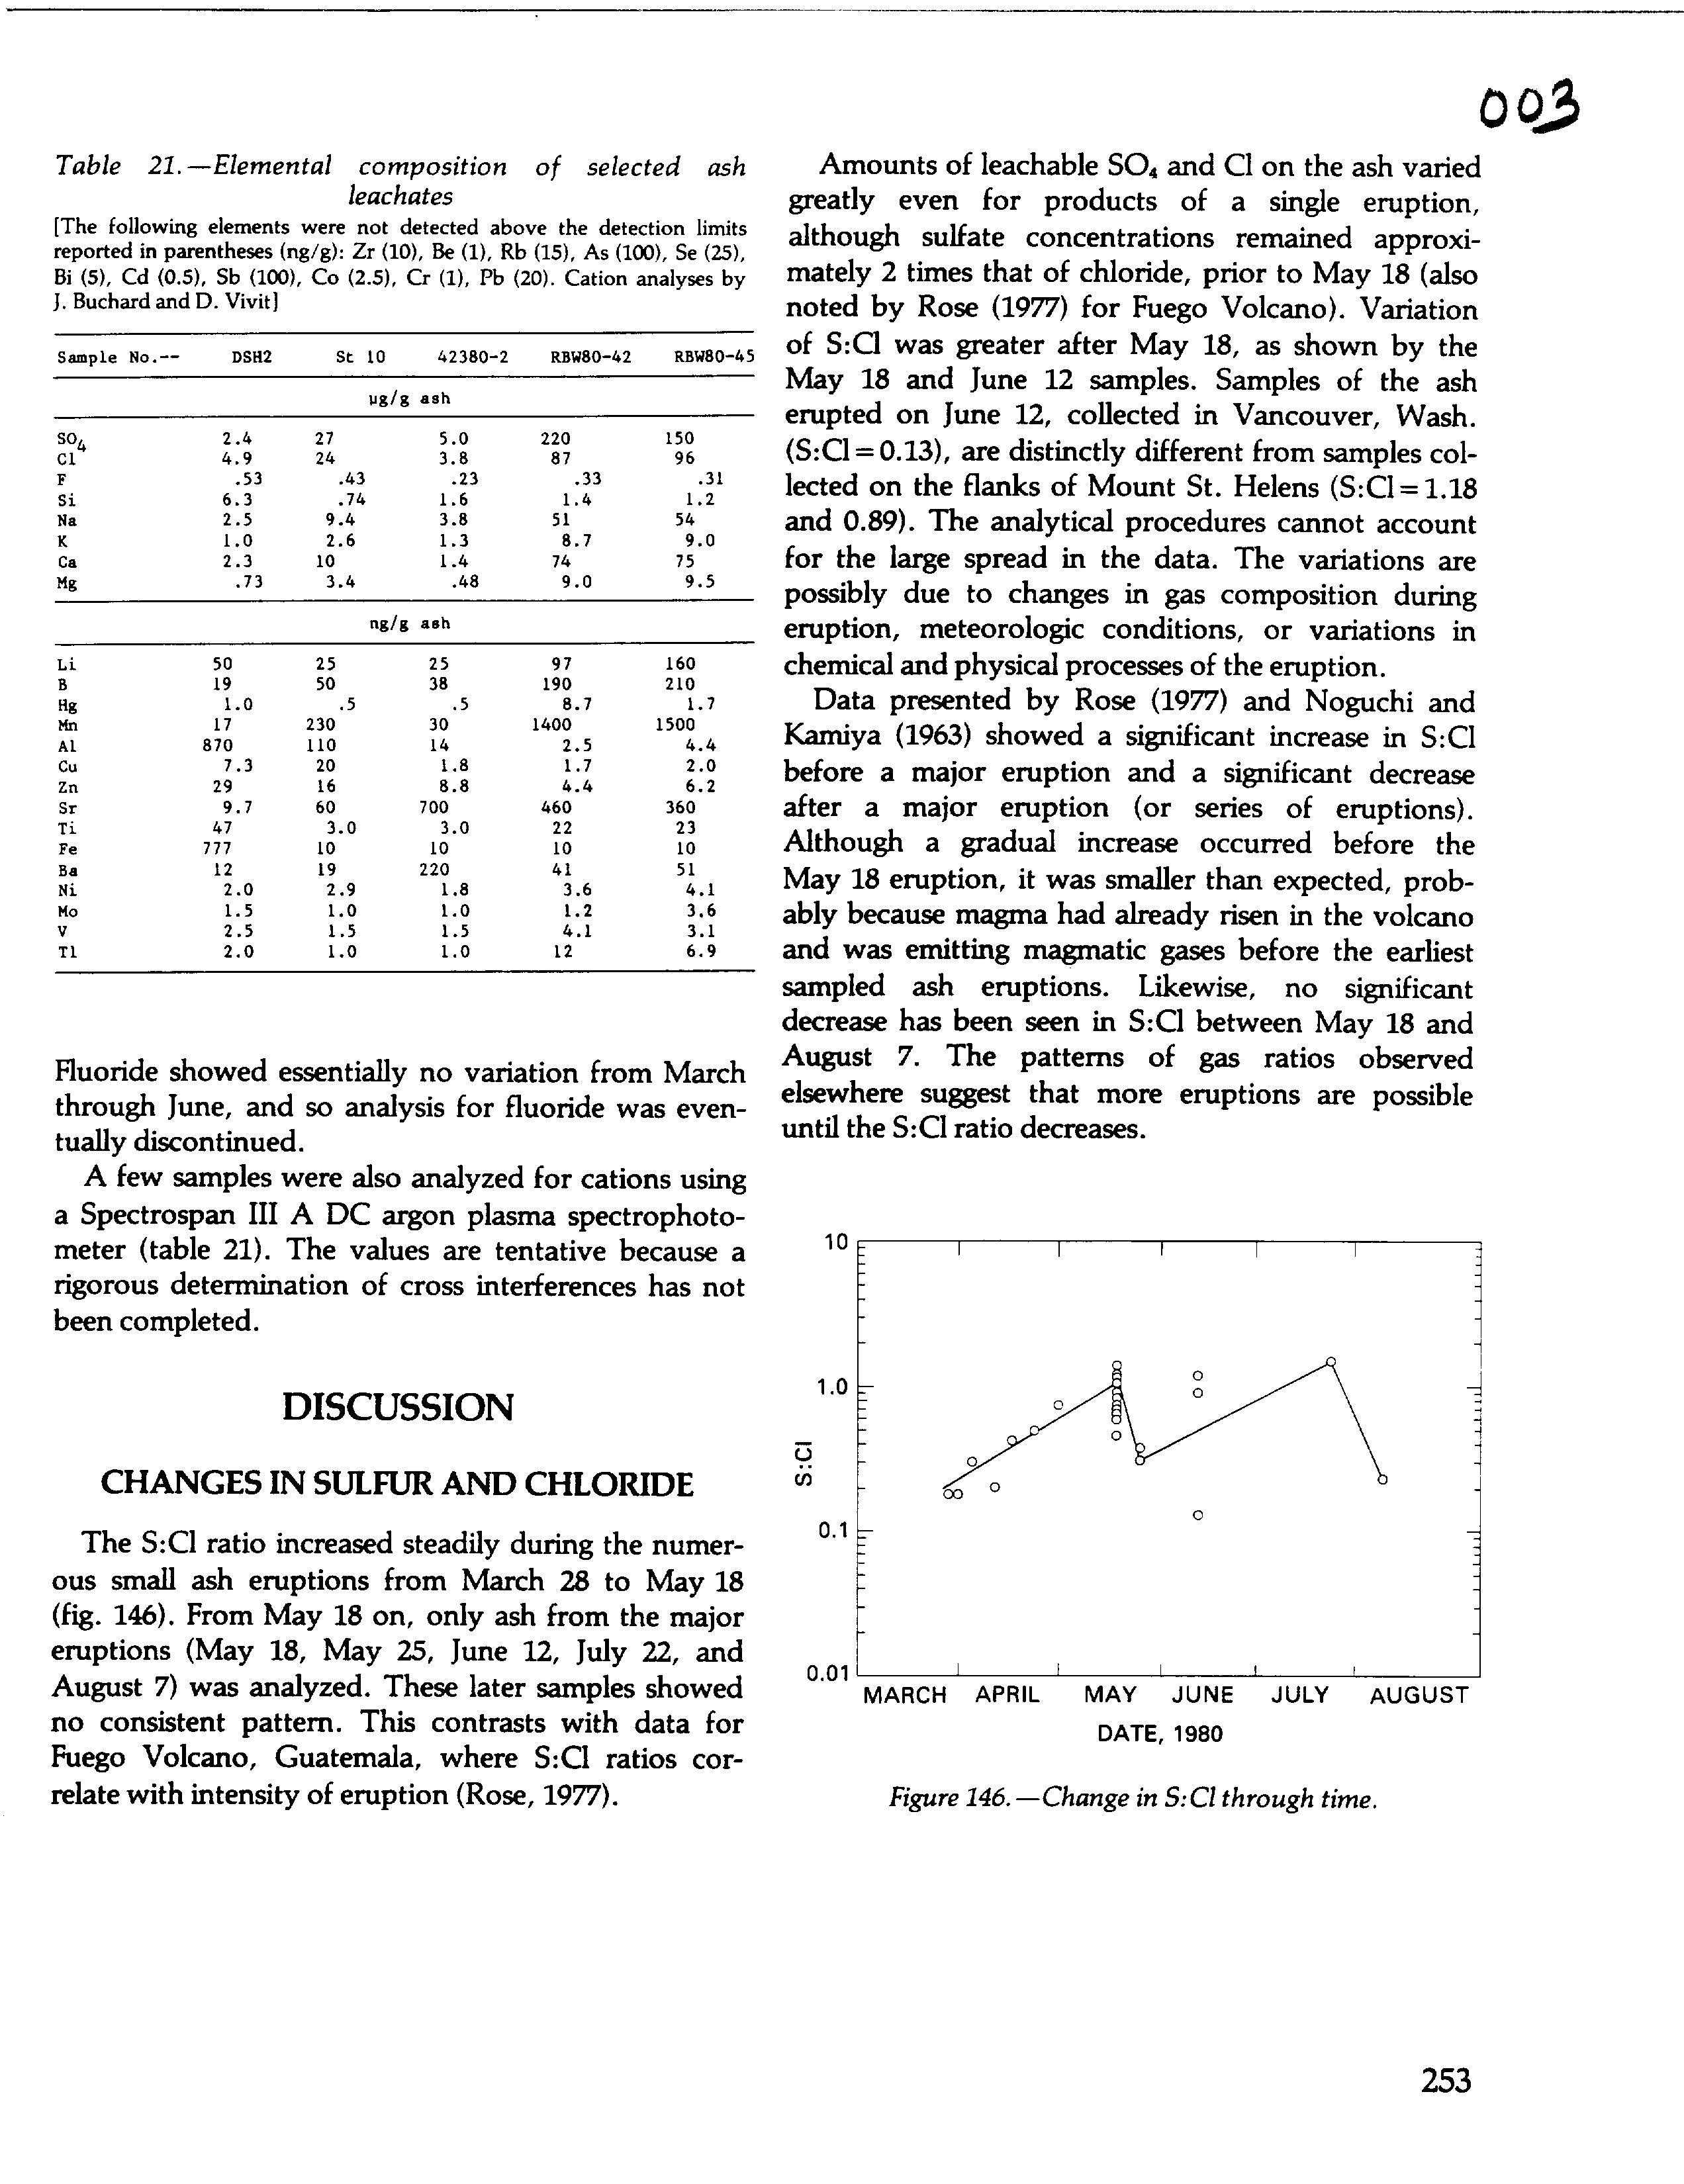 003
Table 21.—Elemental composition of selected ash
leachates
[The following elements were not detected above the detection limits
reported in parentheses (ng/g): Zr (10), Be (1), Rb (15), As (100), Se (25),
Bi (5), Cd (0.5), Sb (100), Co (2.5), Cr (1), Pb (20). Cation analyses by
J. Buchard and D. Vivit]
Sample No.-- DSH2 St 10 42380-2 RBW80-42 RBW80-45
µg/g ash
SO4 2.4 27 5.0 220 150
Cl 4.9 24 3.8 87 96
F .53 .43 .23 .33 .31
Si 6.3 .74 1.6 1.4 1.2
Na 2.5 9.4 3.8 51 54
K 1.0 2.6 1.3 8.7 9.0
Ca 2.3 10 1.4 74 75
Mg .73 3.4 .48 9.0 9.5
ng/g ash
Li 50 25 25 97 160
B 19 50 38 190 210
Hg 1.0 .5 .5 8.7 1.7
Mn 17 230 30 1400 1500
Al 870 110 14 2.5 4.4
Cu 7.3 20 1.8 1.7 2.0
Zn 29 16 8.8 4.4 6.2
Sr 9.7 60 700 460 360
Ti 47 3.0 3.0 22 23
Fe 777 10 10 10 10
Ba 12 19 220 41 51
Ni 2.0 2.9 1.8 3.6 4.1
Mo 1.5 1.0 1.0 1.2 3.6
V 2.5 1.5 1.5 4.1 3.1
Tl 2.0 1.0 1.0 12 6.9
Fluoride showed essentially no variation from March
through June, and so analysis for fluoride was even-
tually discontinued.
A few samples were also analyzed for cations using
a Spectrospan III A DC argon plasma spectrophoto-
meter (table 21). The values are tentative because a
rigorous determination of cross interferences has not
been completed.
DISCUSSION
CHANGES IN SULFUR AND CHLORIDE
The S:Cl ratio increased steadily during the numer-
ous small ash eruptions from March 28 to May 18
(fig. 146). From May 18 on, only ash from the major
eruptions (May 18, May 25, June 12, July 22, and
August 7) was analyzed. These later samples showed
no consistent pattern. This contrasts with data for
Fuego Volcano, Guatemala, where S:Cl ratios cor-
relate with intensity of eruption (Rose, 1977).
Amounts of leachable SO4 and Cl on the ash varied
greatly even for products of a single eruption,
although sulfate concentrations remained approxi-
mately 2 times that of chloride, prior to May 18 (also
noted by Rose (1977) for Fuego Volcano). Variation
of S:Cl was greater after May 18, as shown by the
May 18 and June 12 samples. Samples of the ash
erupted on June 12, collected in Vancouver, Wash.
(S:Cl=0.13), are distinctly different from samples col-
lected on the flanks of Mount St. Helens (S:Cl=1.18
and 0.89). The analytical procedures cannot account
for the large spread in the data. The variations are
possibly due to changes in gas composition during
eruption, meteorologic conditions, or variations in
chemical and physical processes of the eruption.
Data presented by Rose (1977) and Noguchi and
Kamiya (1963) showed a significant increase in S:Cl
before a major eruption and a significant decrease
after a major eruption (or series of eruptions).
Although a gradual increase occurred before the
May 18 eruption, it was smaller than expected, prob-
ably because magma had already risen in the volcano
and was emitting magmatic gases before the earliest
sampled ash eruptions. Likewise, no significant
decrease has been seen in S:Cl between May 18 and
August 7. The patterns of gas ratios observed
elsewhere suggest that more eruptions are possible
until the S:Cl ratio decreases.
10
1.0
S:Cl
0.1
0.01
MARCH APRIL MAY JUNE JULY AUGUST
DATE, 1980
Figure 146.—Change in S:Cl through time.
253